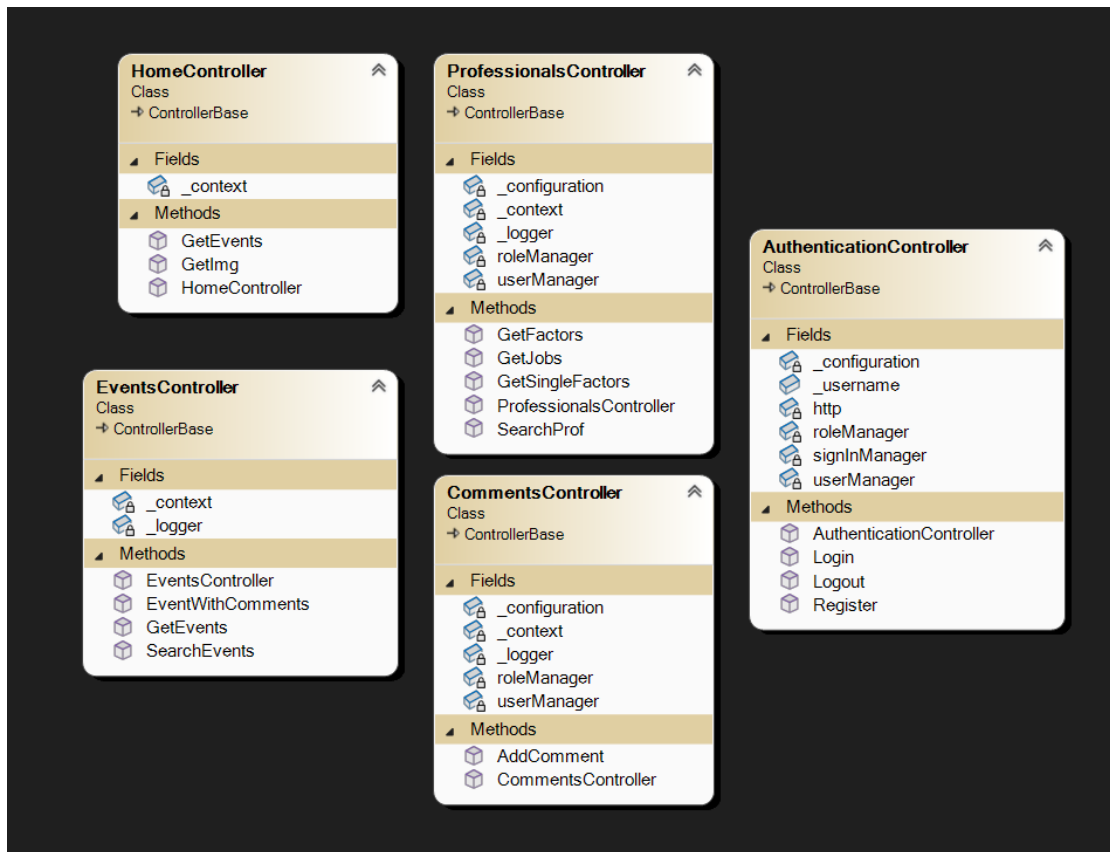 HomeController
Class
ControllerBase
Fields
_context
Methods
GetEvents
GetImg
HomeController
ProfessionalsController
Class
ControllerBase
Fields
_configuration
_context
_logger
roleManager
userManager
Methods
GetFactors
GetJobs
GetSingleFactors
ProfessionalsController
SearchProf
AuthenticationController
Class
ControllerBase
Fields
_configuration
_username
http
roleManager
signInManager
userManager
Methods
AuthenticationController
Login
Logout
Register
EventsController
Class
ControllerBase
Fields
_context
_logger
Methods
EventsController
EventWithComments
GetEvents
SearchEvents
CommentsController
Class
ControllerBase
Fields
_configuration
_context
_logger
roleManager
userManager
Methods
AddComment
CommentsController